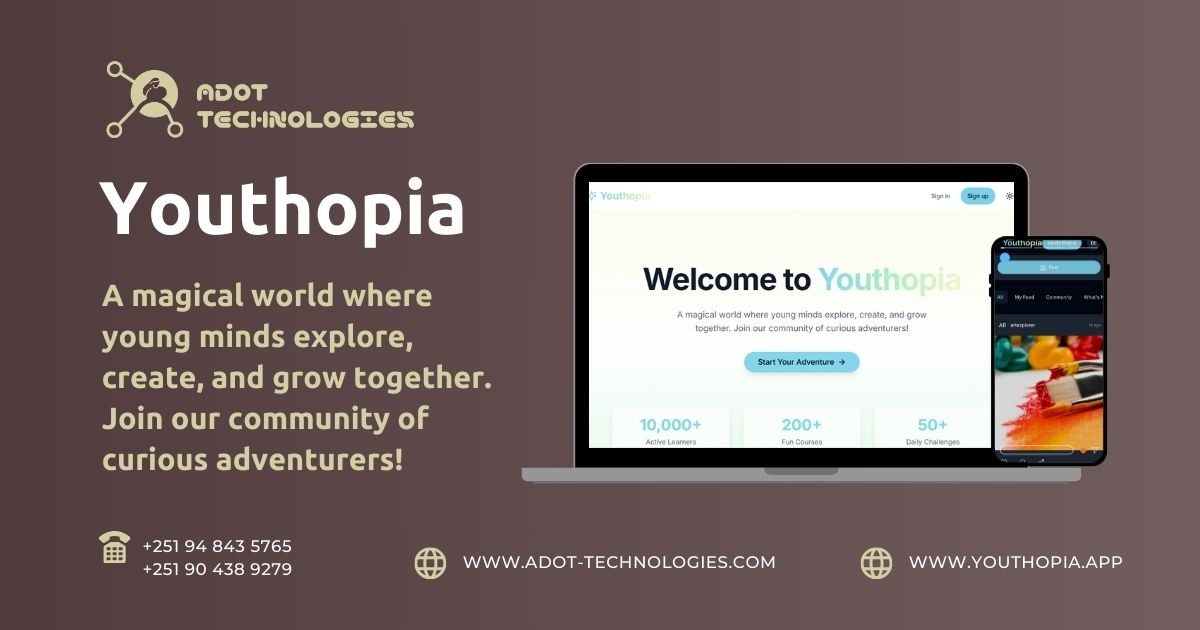 ADOT
TECHNOLOGIES
Youthopia
A magical world where
young minds explore,
create, and grow together.
Join our community of
curious adventurers!
Youthopia
Sign in
Sign up
Welcome to Youthopia
A magical world where young minds explore, create, and grow
together. Join our community of curious adventurers!
Start Your Adventure →
10,000+
Active Learners
200+
Fun Courses
50+
Daily Challenges
Youthopia
Post
All My Feed Community What's
AR artexplorer
+251 94 843 5765
+251 90 438 9279
WWW.ADOT-TECHNOLOGIES.COM
WWW.YOUTHOPIA.APP